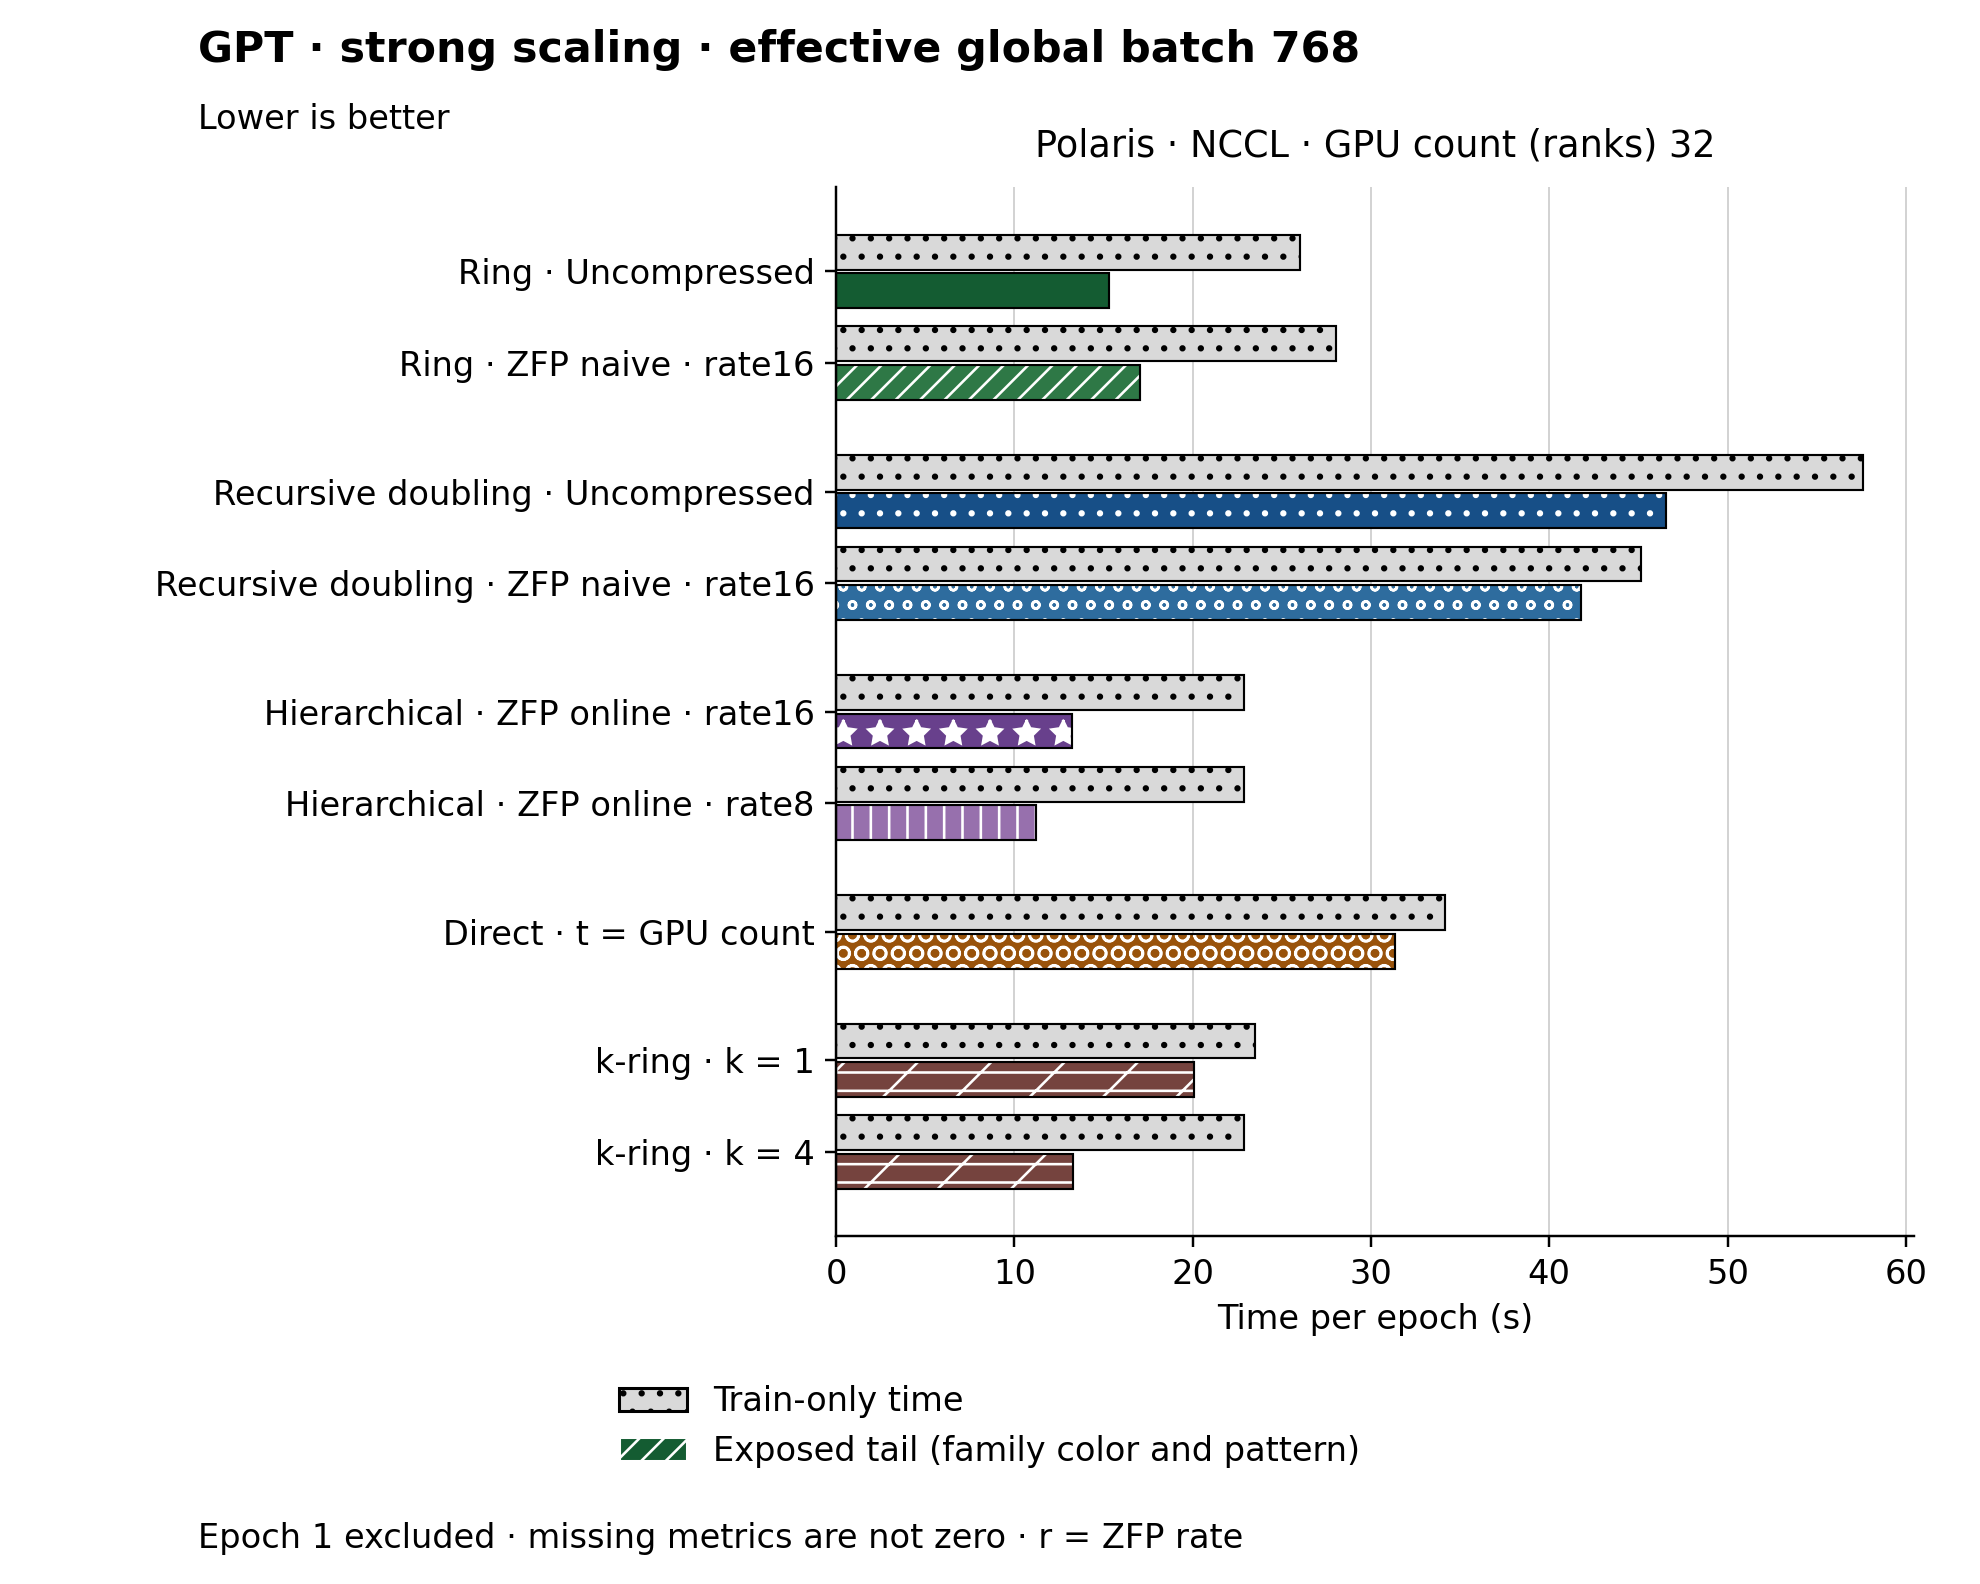 GPT · strong scaling · effective global batch 768
Lower is better
Polaris · NCCL · GPU count (ranks) 32
Ring · Uncompressed
Ring · ZFP naive · rate16
Recursive doubling · Uncompressed
Recursive doubling · ZFP naive · rate16
Hierarchical · ZFP online · rate16
Hierarchical · ZFP online · rate8
Direct · t = GPU count
k-ring · k = 1
k-ring · k = 4
0 10 20 30 40 50 60
Time per epoch (s)
Train-only time
Exposed tail (family color and pattern)
Epoch 1 excluded · missing metrics are not zero · r = ZFP rate